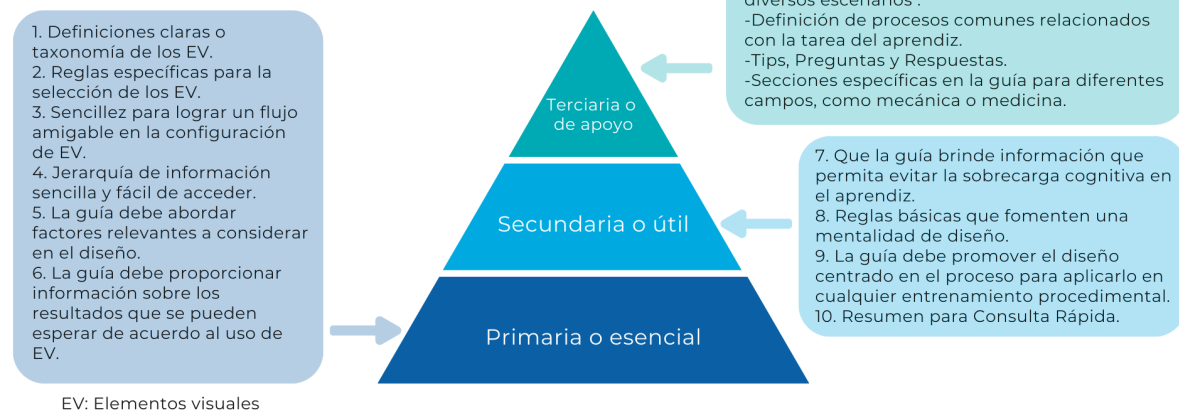 1. Definiciones claras o
taxonomía de los EV.
2. Reglas específicas para la
selección de los EV.
3. Sencillez para lograr un flujo
amigable en la configuración
de EV.
4. Jerarquía de información
sencilla y fácil de acceder.
5. La guía debe abordar
factores relevantes a considerar
en el diseño.
6. La guía debe proporcionar
información sobre los
resultados que se pueden
esperar de acuerdo al uso de
EV.
EV: Elementos visuales
Terciaria o
de apoyo
Secundaria o útil
Primaria o esencial
diversos escenarios .
-Definición de procesos comunes relacionados
con la tarea del aprendiz.
-Tips, Preguntas y Respuestas.
-Secciones específicas en la guía para diferentes
campos, como mecánica o medicina.
7. Que la guía brinde información que
permita evitar la sobrecarga cognitiva en
el aprendiz.
8. Reglas básicas que fomenten una
mentalidad de diseño.
9. La guía debe promover el diseño
centrado en el proceso para aplicarlo en
cualquier entrenamiento procedimental.
10. Resumen para Consulta Rápida.